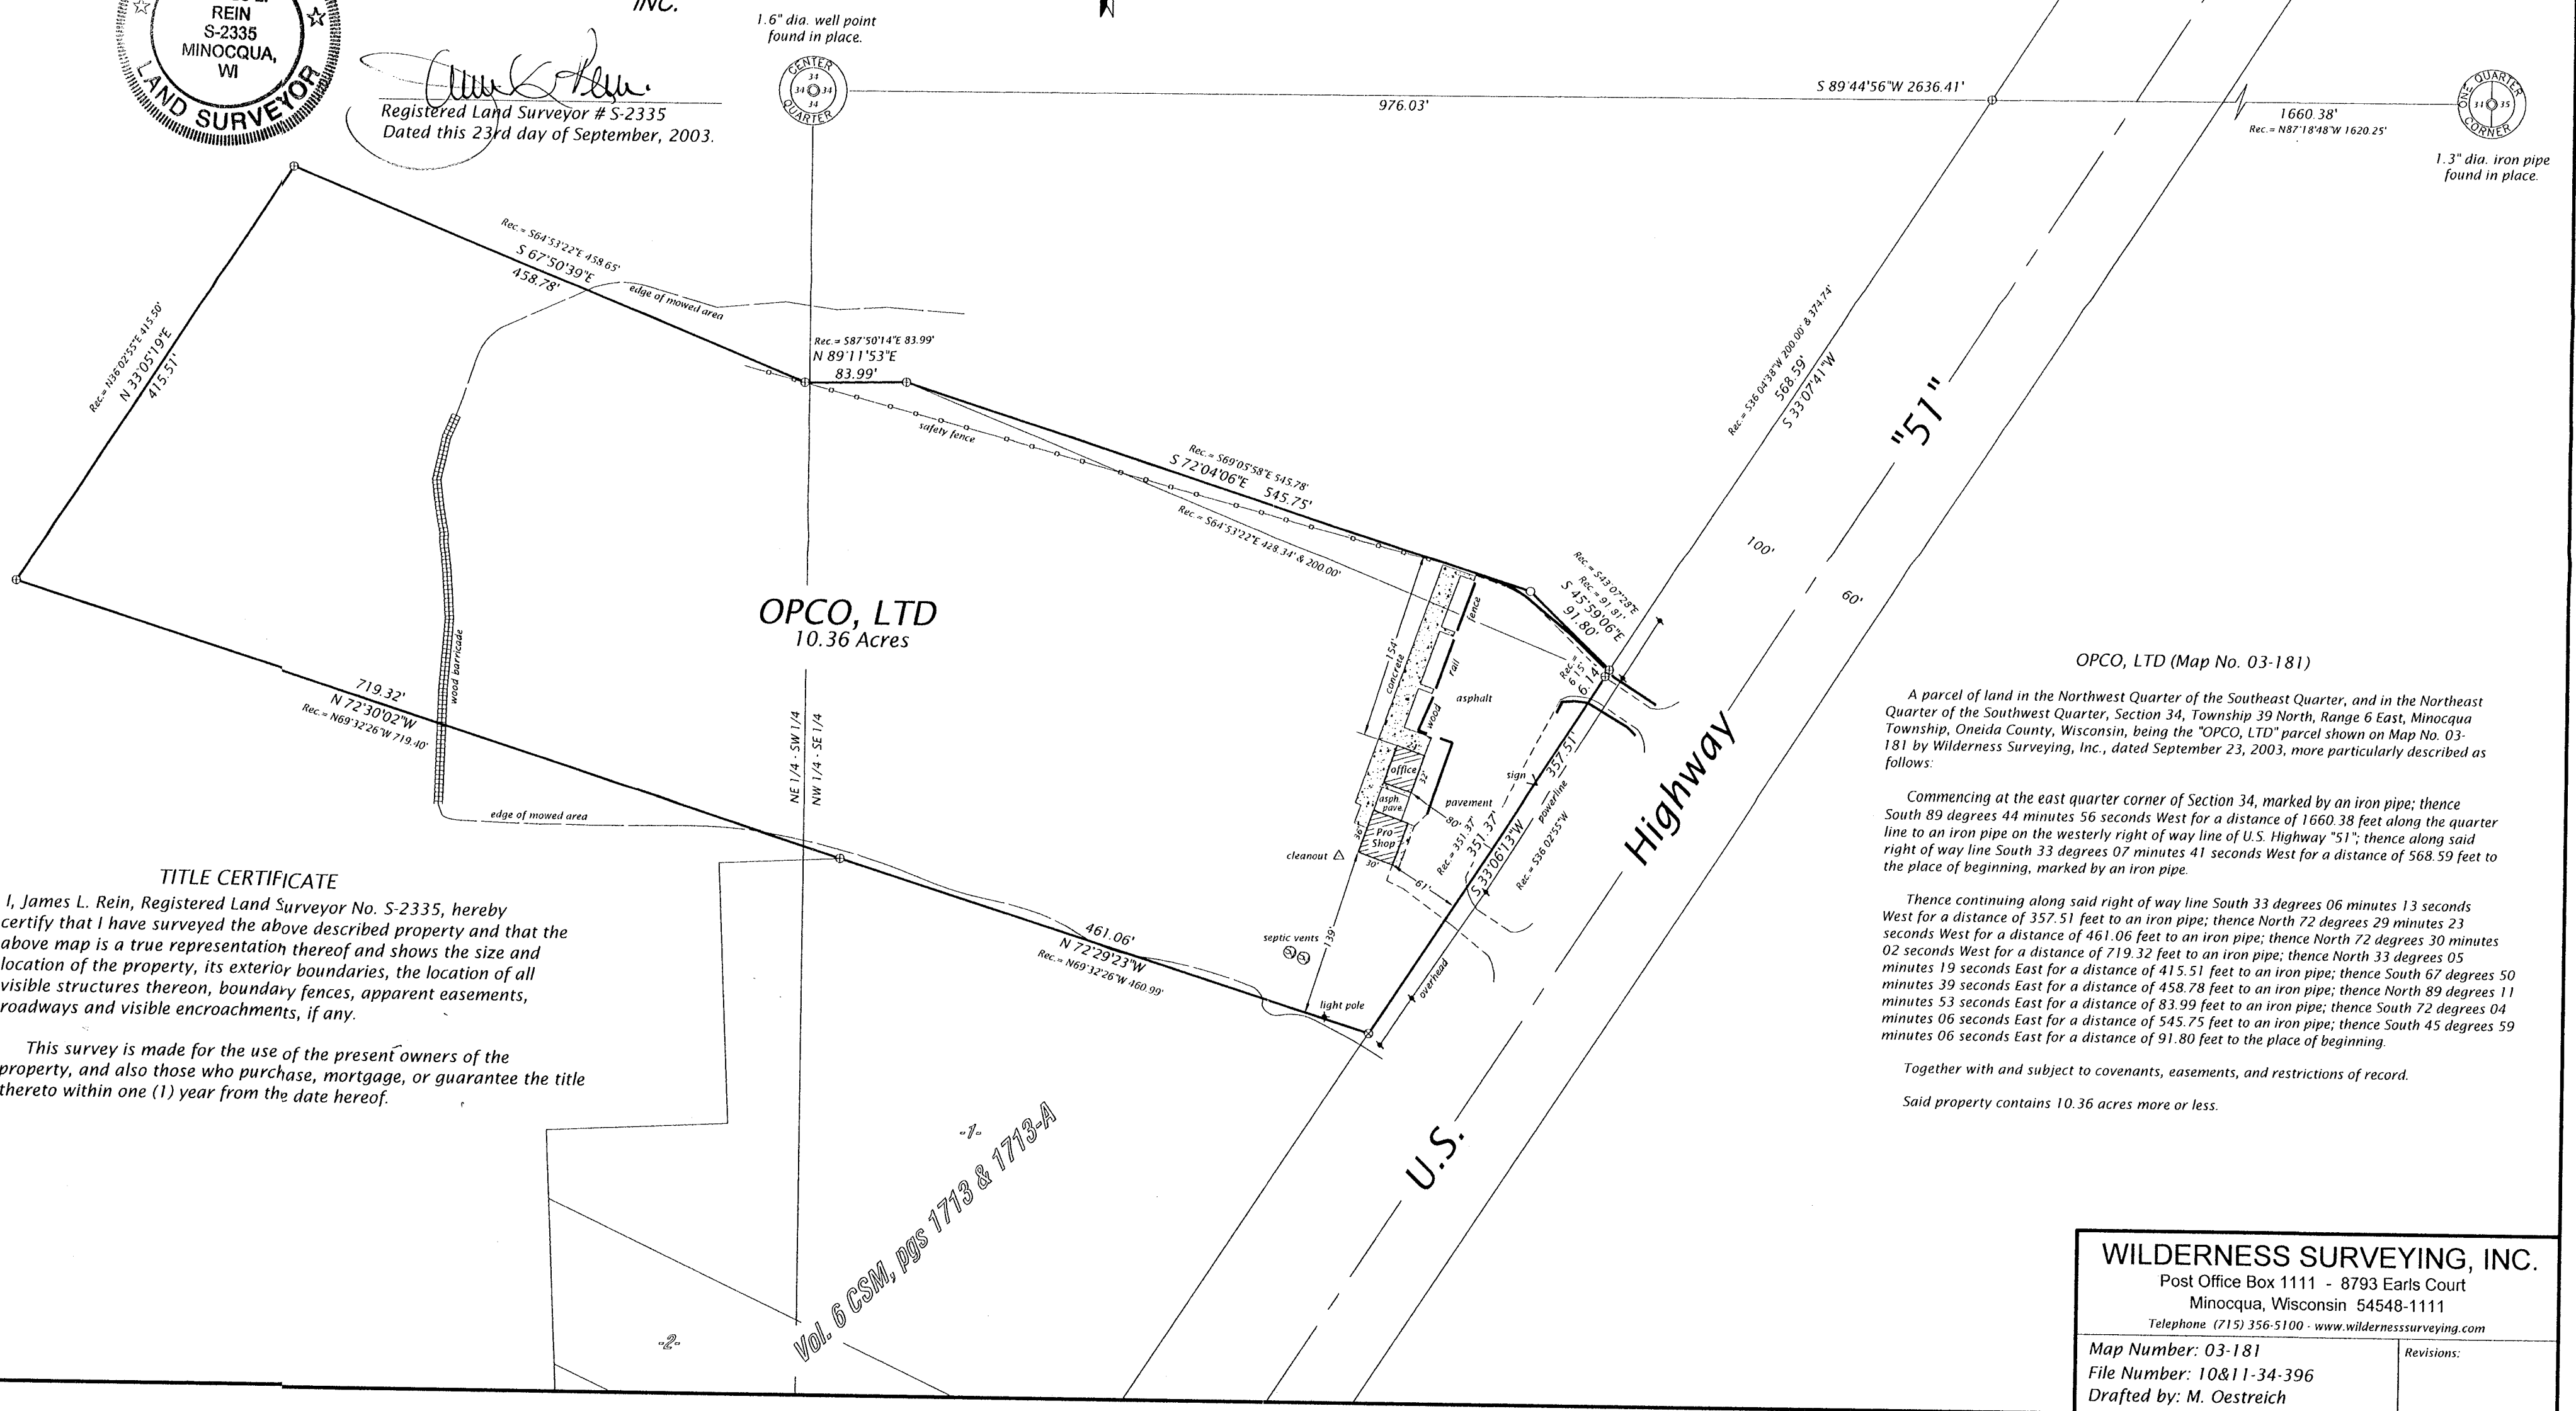 REIN
S-2335
MINOCQUA,
WI
LAND SURVEYOR
INC.
Registered Land Surveyor # S-2335
Dated this 23rd day of September, 2003.
1.6" dia. well point
found in place.
CENTER
34
34 34
34
QUARTER
S 89°44'56"W 2636.41'
976.03'
1660.38'
Rec.= N87°18'48"W 1620.25'
ONE QUARTER
34 35
CORNER
1.3" dia. iron pipe
found in place.
Rec.= S64°53'22"E 458.65'
S 67°50'39"E
458.78'
edge of mowed area
Rec.= N36°02'55"E 415.50'
N 33°05'19"E
415.51'
Rec.= S87°50'14"E 83.99'
N 89°11'53"E
83.99'
safety fence
Rec.= S69°05'58"E 545.78'
S 72°04'06"E 545.75'
Rec.= S64°53'22"E 428.34' & 200.00'
Rec.= S36°04'38"W 200.00' & 374.74'
568.59'
S 33°07'41"W
"51"
100'
60'
Rec.= S43°07'28"E
Rec.= 91.81'
S 45°59'06"E
91.80'
Rec.=
6.15'
6.14'
OPCO, LTD
10.36 Acres
wood barricade
719.32'
N 72°30'02"W
Rec.= N69°32'26"W 719.40'
NE 1/4 - SW 1/4
NW 1/4 - SE 1/4
154'
concrete
fence
rail
wood
asphalt
office
32'
asph.
pave.
pavement
80'
Pro
Shop
36'
30'
61'
cleanout
sign
357.51'
powerline
Rec.= 351.37'
351.37'
S 33°06'13"W
Rec.= S36°02'55"W
Highway
edge of mowed area
461.06'
N 72°29'23"W
Rec.= N69°32'26"W 460.99'
septic vents
139'
light pole
overhead
U.S.
-1-
-2-
Vol. 6 CSM, pgs 1713 & 1713-A
TITLE CERTIFICATE
I, James L. Rein, Registered Land Surveyor No. S-2335, hereby
certify that I have surveyed the above described property and that the
above map is a true representation thereof and shows the size and
location of the property, its exterior boundaries, the location of all
visible structures thereon, boundary fences, apparent easements,
roadways and visible encroachments, if any.
This survey is made for the use of the present owners of the
property, and also those who purchase, mortgage, or guarantee the title
thereto within one (1) year from the date hereof.
OPCO, LTD (Map No. 03-181)
A parcel of land in the Northwest Quarter of the Southeast Quarter, and in the Northeast
Quarter of the Southwest Quarter, Section 34, Township 39 North, Range 6 East, Minocqua
Township, Oneida County, Wisconsin, being the "OPCO, LTD" parcel shown on Map No. 03-
181 by Wilderness Surveying, Inc., dated September 23, 2003, more particularly described as
follows:
Commencing at the east quarter corner of Section 34, marked by an iron pipe; thence
South 89 degrees 44 minutes 56 seconds West for a distance of 1660.38 feet along the quarter
line to an iron pipe on the westerly right of way line of U.S. Highway "51"; thence along said
right of way line South 33 degrees 07 minutes 41 seconds West for a distance of 568.59 feet to
the place of beginning, marked by an iron pipe.
Thence continuing along said right of way line South 33 degrees 06 minutes 13 seconds
West for a distance of 357.51 feet to an iron pipe; thence North 72 degrees 29 minutes 23
seconds West for a distance of 461.06 feet to an iron pipe; thence North 72 degrees 30 minutes
02 seconds West for a distance of 719.32 feet to an iron pipe; thence North 33 degrees 05
minutes 19 seconds East for a distance of 415.51 feet to an iron pipe; thence South 67 degrees 50
minutes 39 seconds East for a distance of 458.78 feet to an iron pipe; thence North 89 degrees 11
minutes 53 seconds East for a distance of 83.99 feet to an iron pipe; thence South 72 degrees 04
minutes 06 seconds East for a distance of 545.75 feet to an iron pipe; thence South 45 degrees 59
minutes 06 seconds East for a distance of 91.80 feet to the place of beginning.
Together with and subject to covenants, easements, and restrictions of record.
Said property contains 10.36 acres more or less.
WILDERNESS SURVEYING, INC.
Post Office Box 1111 - 8793 Earls Court
Minocqua, Wisconsin 54548-1111
Telephone (715) 356-5100 - www.wildernesssurveying.com
Map Number: 03-181
File Number: 10&11-34-396
Drafted by: M. Oestreich
Revisions: